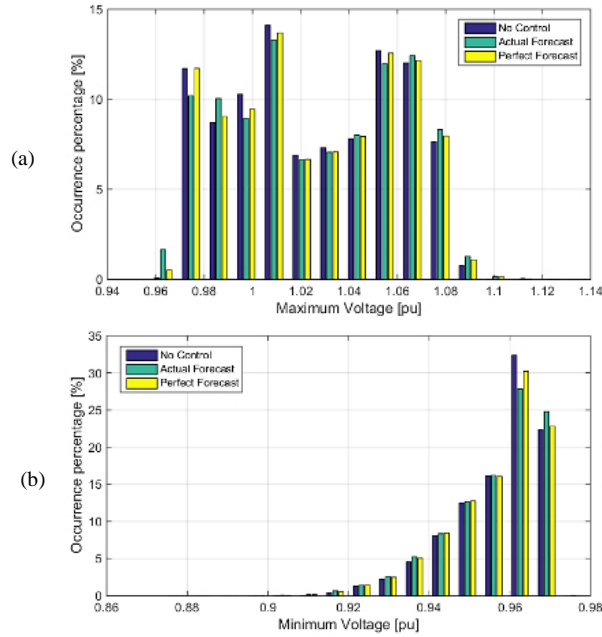 (a)
Occurrence percentage [%]
15
10
5
0
No Control
Actual Forecast
Perfect Forecast
0.94 0.96 0.98 1 1.02 1.04 1.06 1.08 1.1 1.12 1.14
Maximum Voltage [pu]
(b)
Occurrence percentage [%]
35
30
25
20
15
10
5
0
No Control
Actual Forecast
Perfect Forecast
0.86 0.88 0.9 0.92 0.94 0.96 0.98
Minimum Voltage [pu]